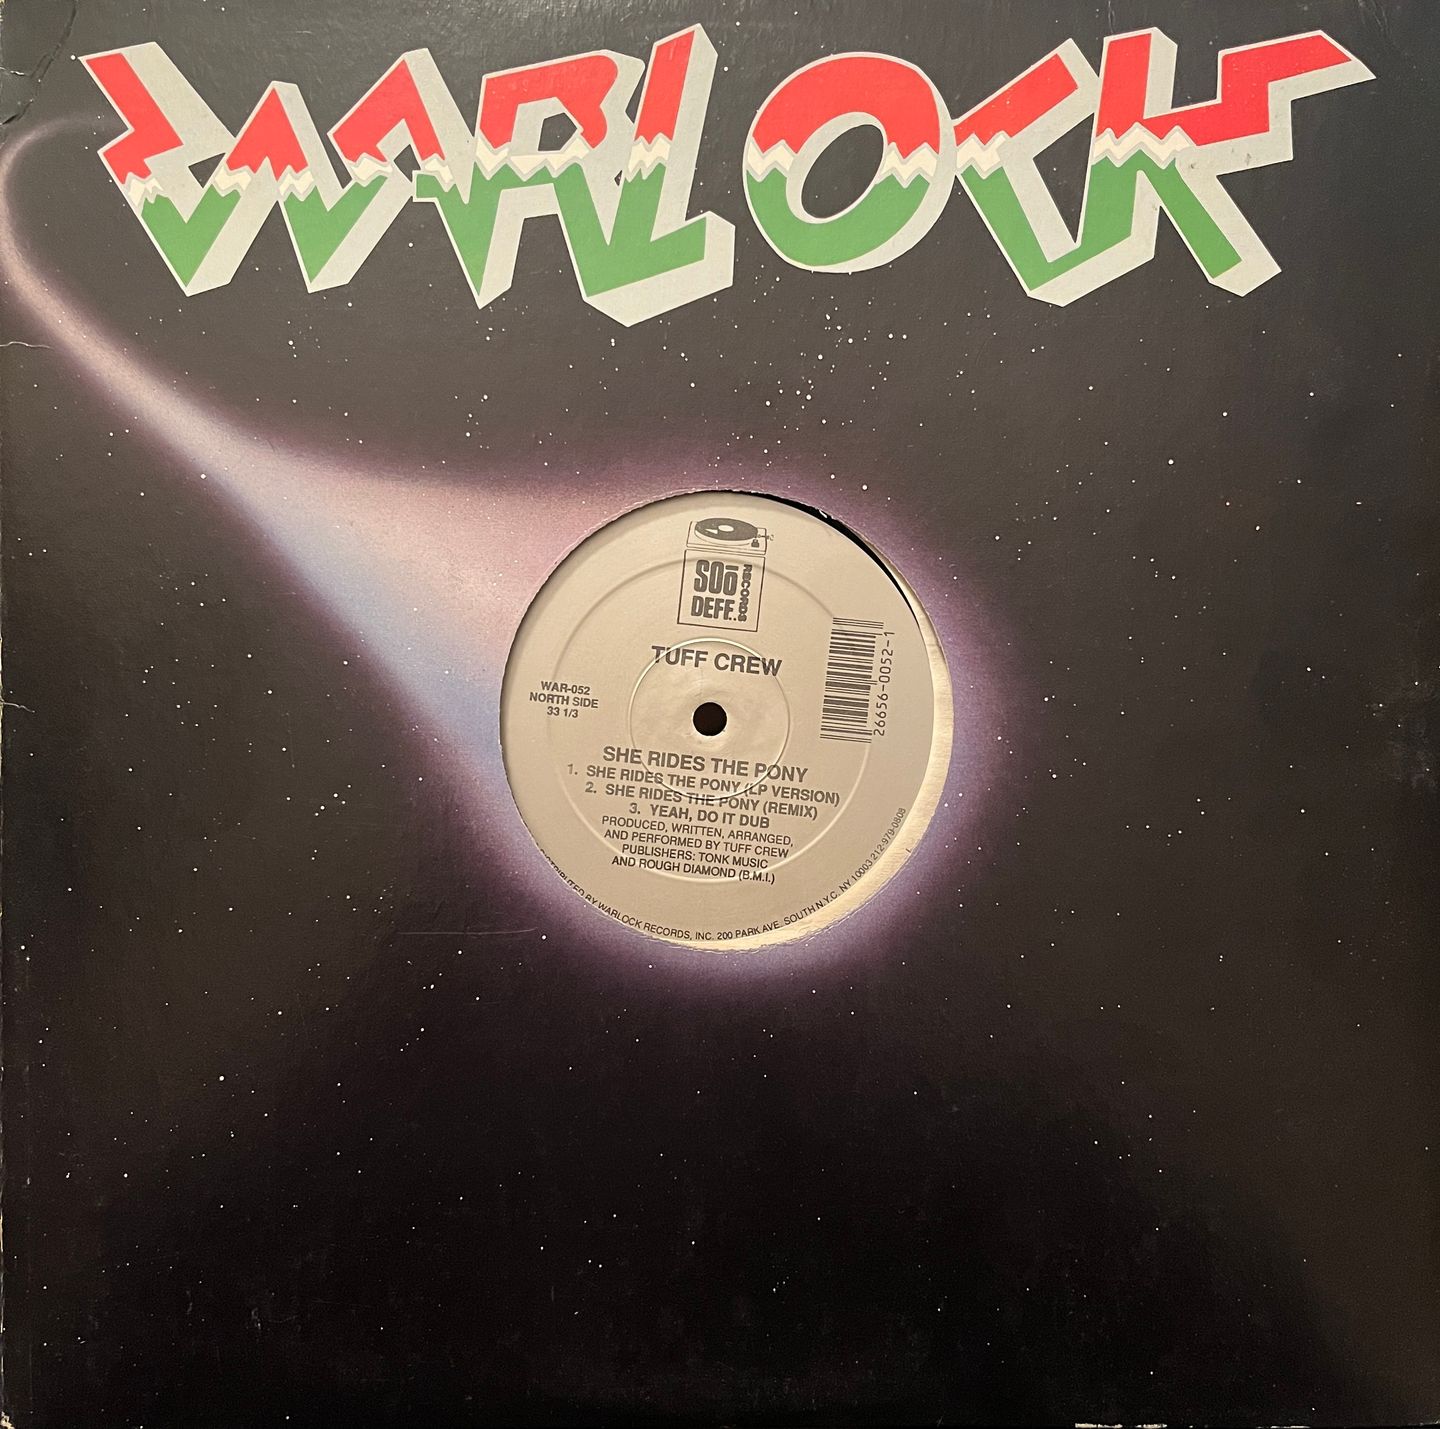 WARLOCK
SOō
DEFF..
RECORDS
TUFF CREW
WAR-052
NORTH SIDE
33 1/3
26656-0052-1
SHE RIDES THE PONY
1. SHE RIDES THE PONY (LP VERSION)
2. SHE RIDES THE PONY (REMIX)
3. YEAH, DO IT DUB
PRODUCED, WRITTEN, ARRANGED,
AND PERFORMED BY TUFF CREW
PUBLISHERS: TONK MUSIC
AND ROUGH DIAMOND (B.M.I.)
BY WARLOCK RECORDS, INC. 200 PARK AVE. SOUTH N.Y.C. NY 10003 212-979-0808